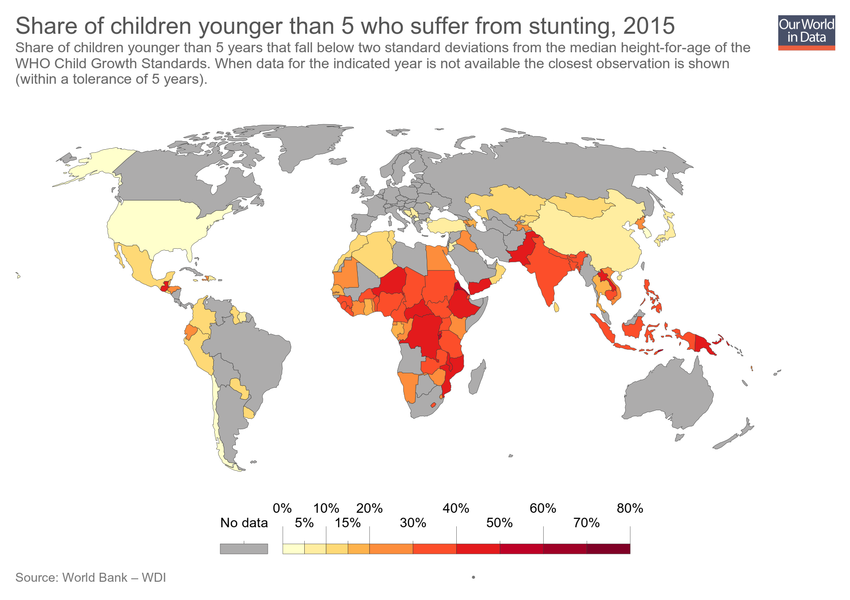 Share of children younger than 5 who suffer from stunting, 2015
Share of children younger than 5 years that fall below two standard deviations from the median height-for-age of the
WHO Child Growth Standards. When data for the indicated year is not available the closest observation is shown
(within a tolerance of 5 years).
Our World
in Data
0% 10% 20% 40% 60% 80%
No data 5% 15% 30% 50% 70%
Source: World Bank – WDI